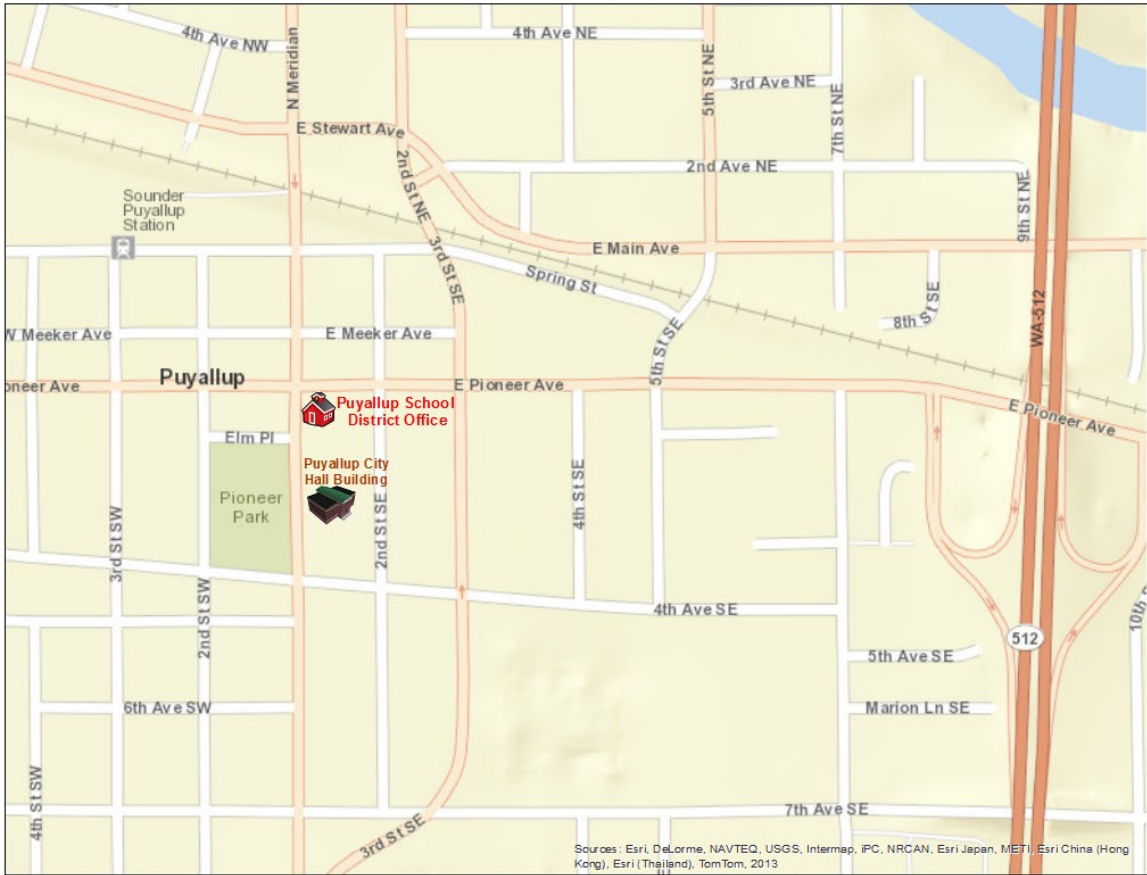 4th Ave NW
N Meridian
4th Ave NE
5th St NE
3rd Ave NE
7th St NE
WA-512
E Stewart Ave
2nd St NE
2nd Ave NE
9th St NE
Sounder
Puyallup
Station
3rd St SE
E Main Ave
Spring St
8th St SE
W Meeker Ave
E Meeker Ave
5th St SE
oneer Ave
Puyallup
E Pioneer Ave
E Pioneer Ave
Puyallup School
District Office
Elm Pl
Puyallup City
Hall Building
Pioneer
Park
3rd St SW
2nd St SE
4th St SE
2nd St SW
4th Ave SE
512
5th Ave SE
6th Ave SW
Marion Ln SE
4th St SW
7th Ave SE
3rd St SE
Sources: Esri, DeLorme, NAVTEQ, USGS, Intermap, iPC, NRCAN, Esri Japan, METI, Esri China (Hong
Kong), Esri (Thailand), TomTom, 2013